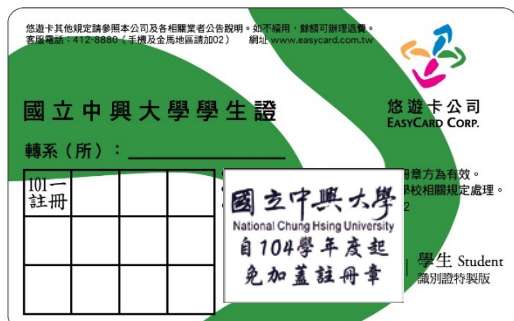 悠遊卡其他規定請參照本公司及各相關業者公告說明。如不續用，餘額可辦理退費。
客服電話：412-8880（手機及金馬地區請加02） 網址 www.easycard.com.tw
悠遊卡公司
EASYCARD CORP.
國立中興大學學生證
轉系（所）：
101一
註冊
冊章方為有效。
學校相關規定處理。
2
國立中興大學
National Chung Hsing University
自104學年度起
免加蓋註冊章
學生 Student
識別證特製版